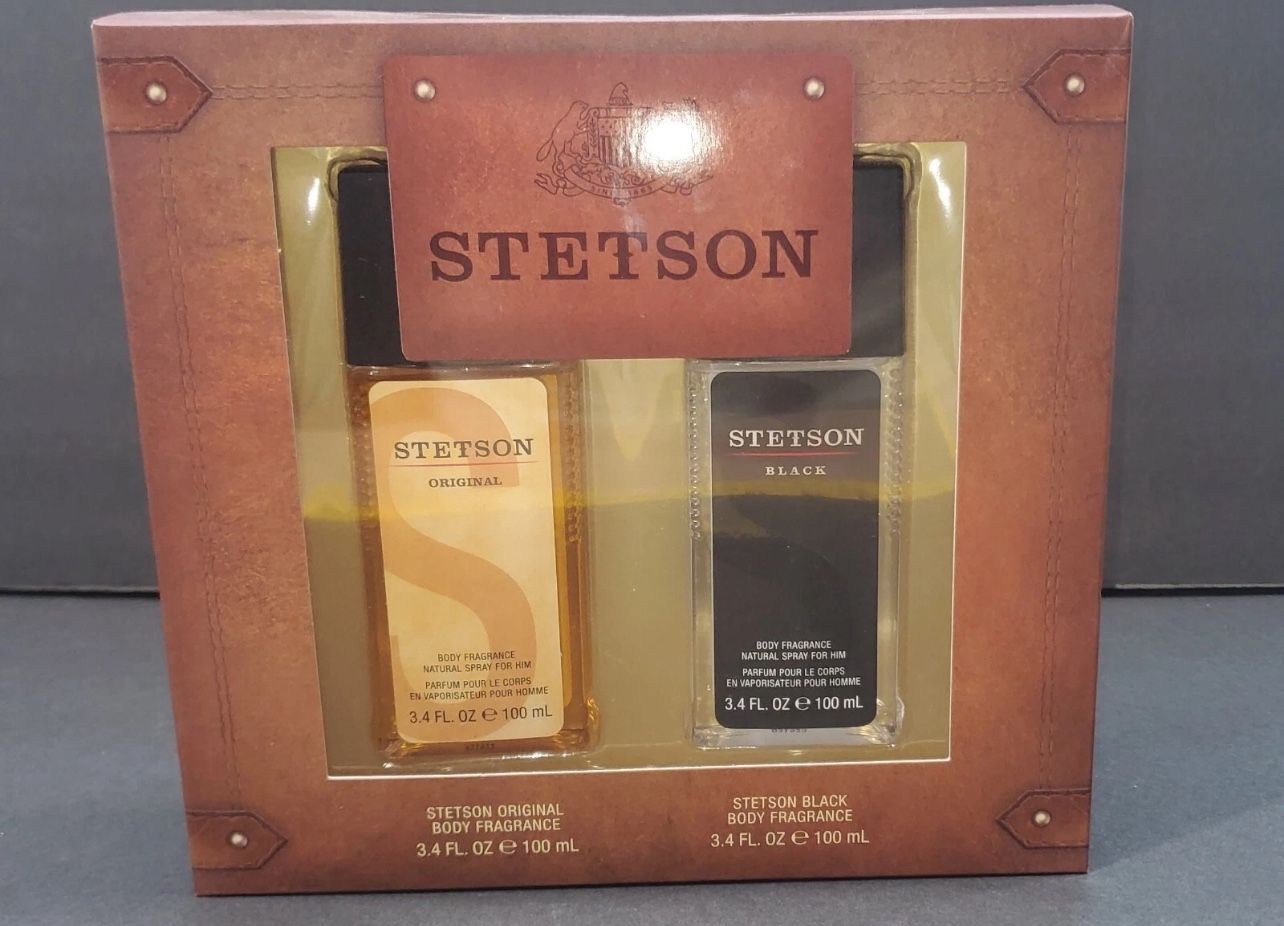 SINCE 1865
STETSON
STETSON
ORIGINAL
BODY FRAGRANCE
NATURAL SPRAY FOR HIM
PARFUM POUR LE CORPS
EN VAPORISATEUR POUR HOMME
3.4 FL. OZ ℮ 100 mL
STETSON
BLACK
BODY FRAGRANCE
NATURAL SPRAY FOR HIM
PARFUM POUR LE CORPS
EN VAPORISATEUR POUR HOMME
3.4 FL. OZ ℮ 100 mL
STETSON ORIGINAL
BODY FRAGRANCE
3.4 FL. OZ ℮ 100 mL
STETSON BLACK
BODY FRAGRANCE
3.4 FL. OZ ℮ 100 mL